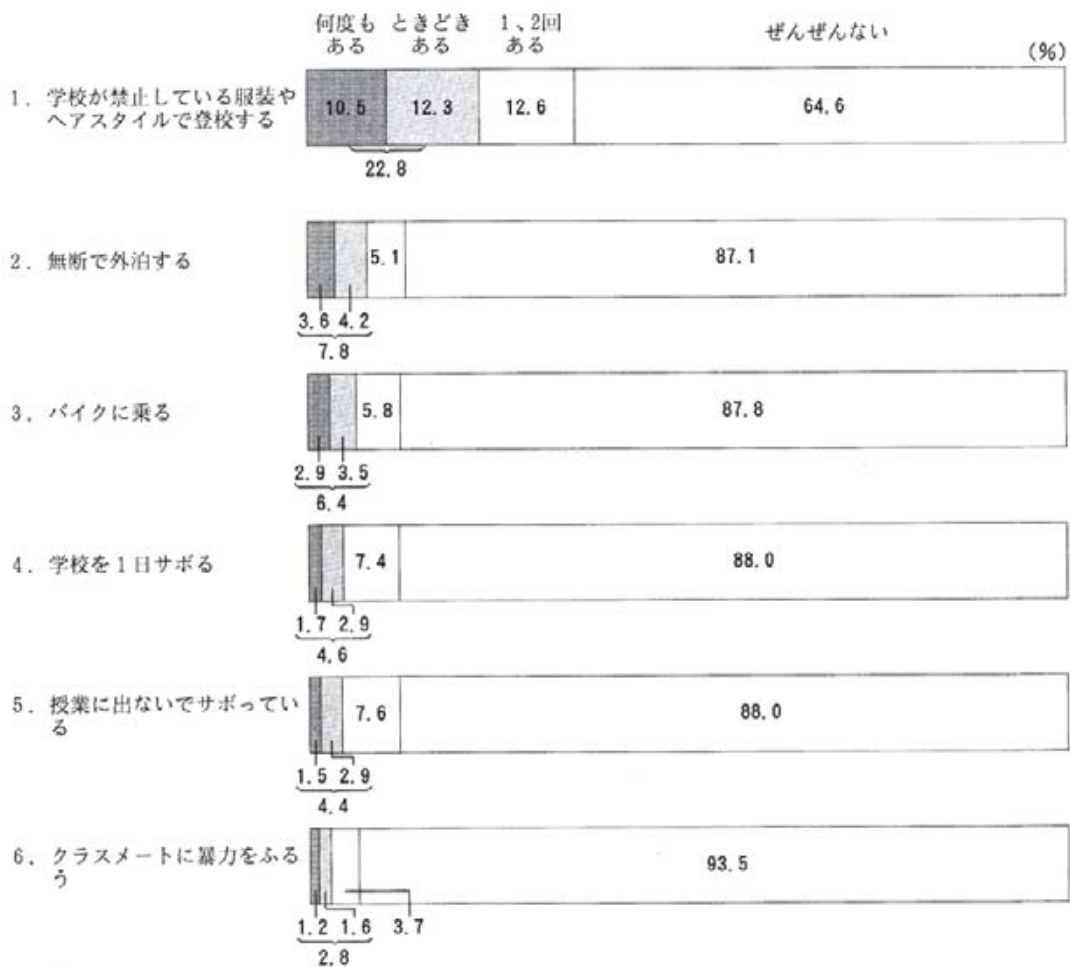 何度も ときどき 1、2回 ぜんぜんない
ある ある ある
(%)
1. 学校が禁止している服装や
ヘアスタイルで登校する
10.5 12.3 12.6 64.6
22.8
2. 無断で外泊する
5.1 87.1
3.6 4.2
7.8
3. バイクに乗る
5.8 87.8
2.9 3.5
6.4
4. 学校を1日サボる
7.4 88.0
1.7 2.9
4.6
5. 授業に出ないでサボってい
る
7.6 88.0
1.5 2.9
4.4
6. クラスメートに暴力をふる
う
93.5
1.2 1.6 3.7
2.8